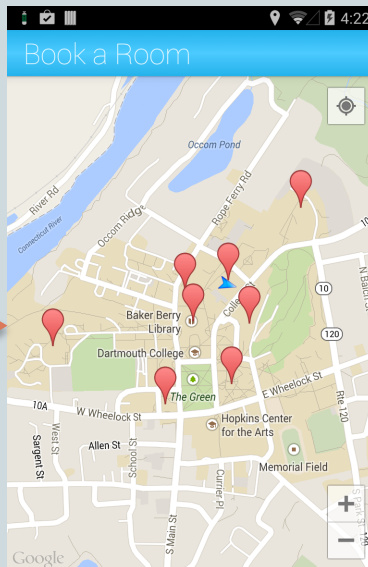 4:22
Book a Room
Occom Pond
River Rd
Connecticut River
Occom Ridge
Rope Ferry Rd
College
10
N Balch
Baker Berry
Library
10
120
Dartmouth College
The Green
E Wheelock St
Rte 120
10A
W Wheelock St
Hopkins Center
for the Arts
West St
Sargent St
Allen St
School St
Memorial Field
Currier Pl
S Main St
S Park St
+
−
Google